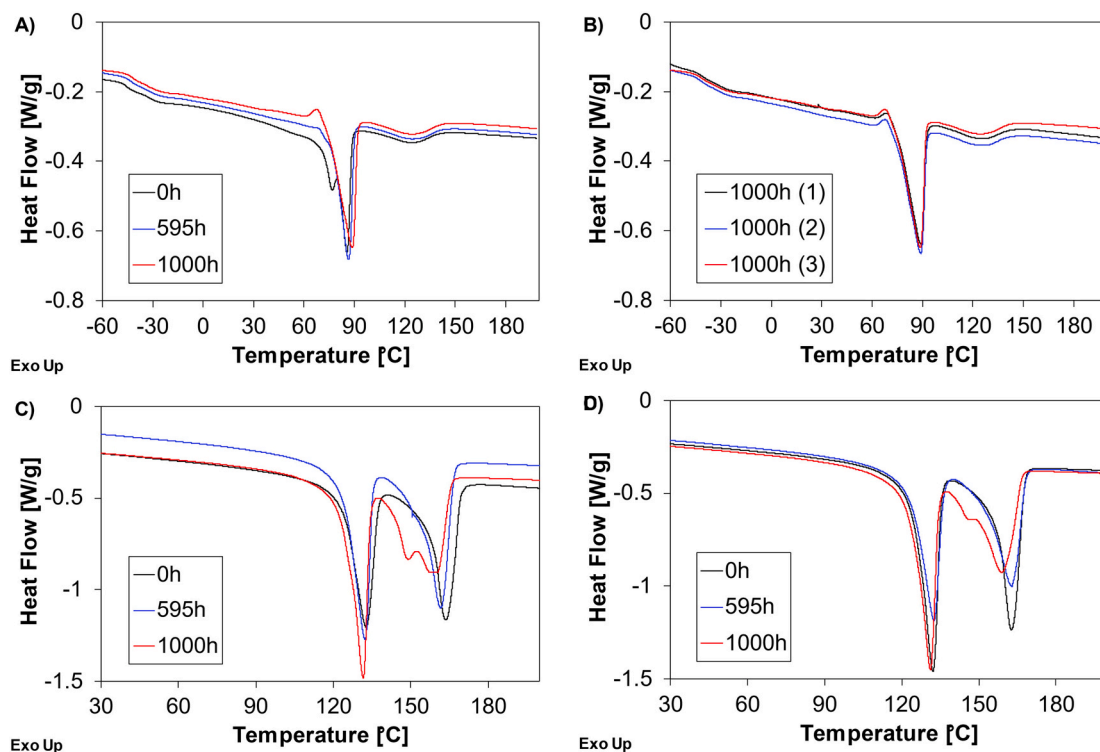 A)
Heat Flow [W/g]
0
-0.2
-0.4
-0.6
-0.8
0h
595h
1000h
-60 -30 0 30 60 90 120 150 180
Temperature [°C]
Exo Up
B)
Heat Flow [W/g]
0
-0.2
-0.4
-0.6
-0.8
1000h (1)
1000h (2)
1000h (3)
-60 -30 0 30 60 90 120 150 180
Temperature [°C]
Exo Up
C)
Heat Flow [W/g]
0
-0.5
-1
-1.5
0h
595h
1000h
30 60 90 120 150 180
Temperature [°C]
Exo Up
D)
Heat Flow [W/g]
0
-0.5
-1
-1.5
0h
595h
1000h
30 60 90 120 150 180
Temperature [°C]
Exo Up